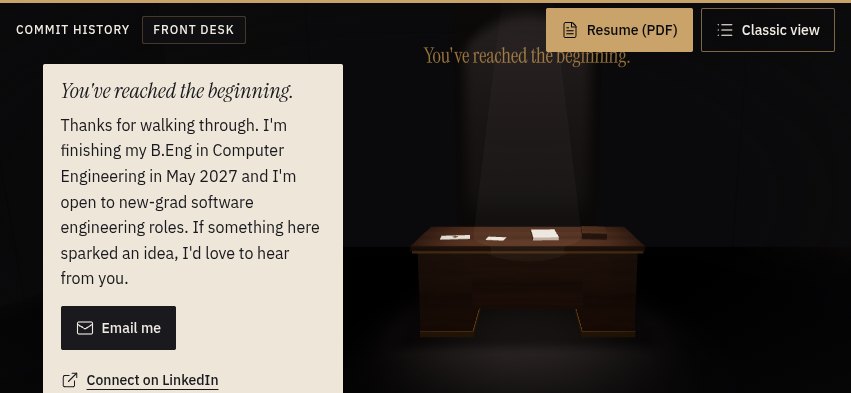 COMMIT HISTORY
FRONT DESK
Resume (PDF)
Classic view
You've reached the beginning.
You've reached the beginning.
Thanks for walking through. I'm
finishing my B.Eng in Computer
Engineering in May 2027 and I'm
open to new-grad software
engineering roles. If something here
sparked an idea, I'd love to hear
from you.
Email me
Connect on LinkedIn